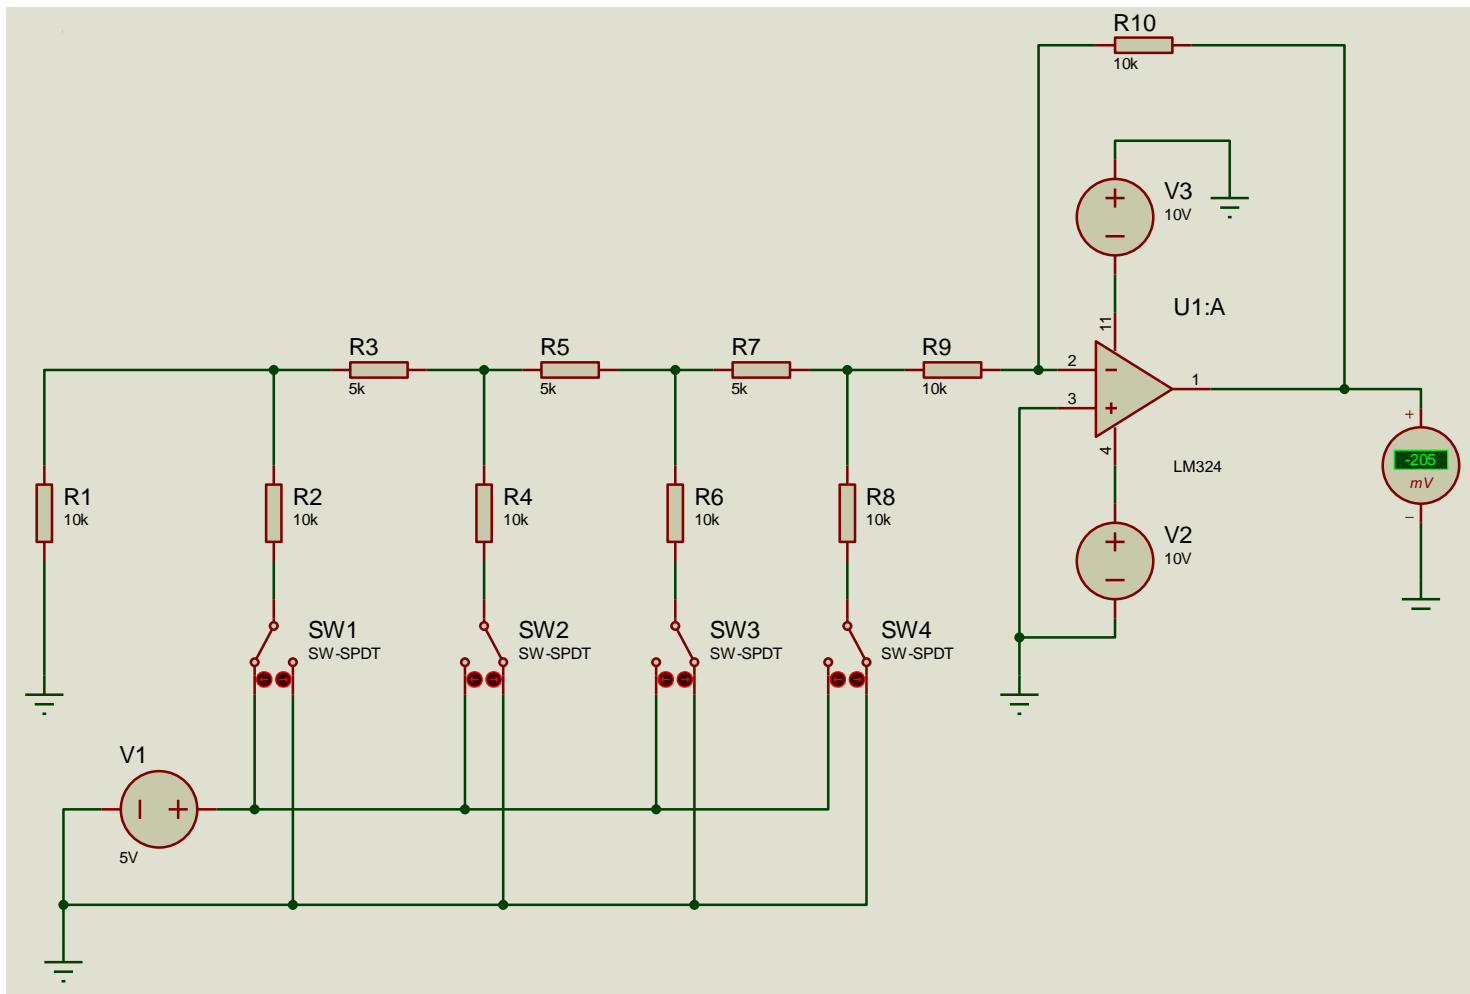 R10
10k
V3
10V
U1:A
11
R3
5k
R5
5k
R7
5k
R9
10k
2
3
1
4
LM324
-205
mV
R1
10k
R2
10k
R4
10k
R6
10k
R8
10k
V2
10V
SW1
SW-SPDT
SW2
SW-SPDT
SW3
SW-SPDT
SW4
SW-SPDT
V1
5V